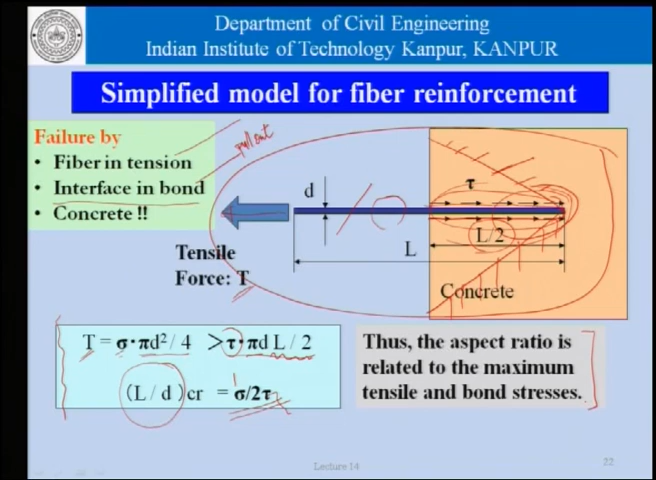 Department of Civil Engineering
Indian Institute of Technology Kanpur, KANPUR
Simplified model for fiber reinforcement
Failure by
• Fiber in tension
• Interface in bond
• Concrete !!
pull out
d
τ
L/2
L
Tensile
Force: T
Concrete
T = σ·πd²/ 4 >τ·πd L / 2
(L / d)cr = σ/2τ
Thus, the aspect ratio is
related to the maximum
tensile and bond stresses.
Lecture 14
22